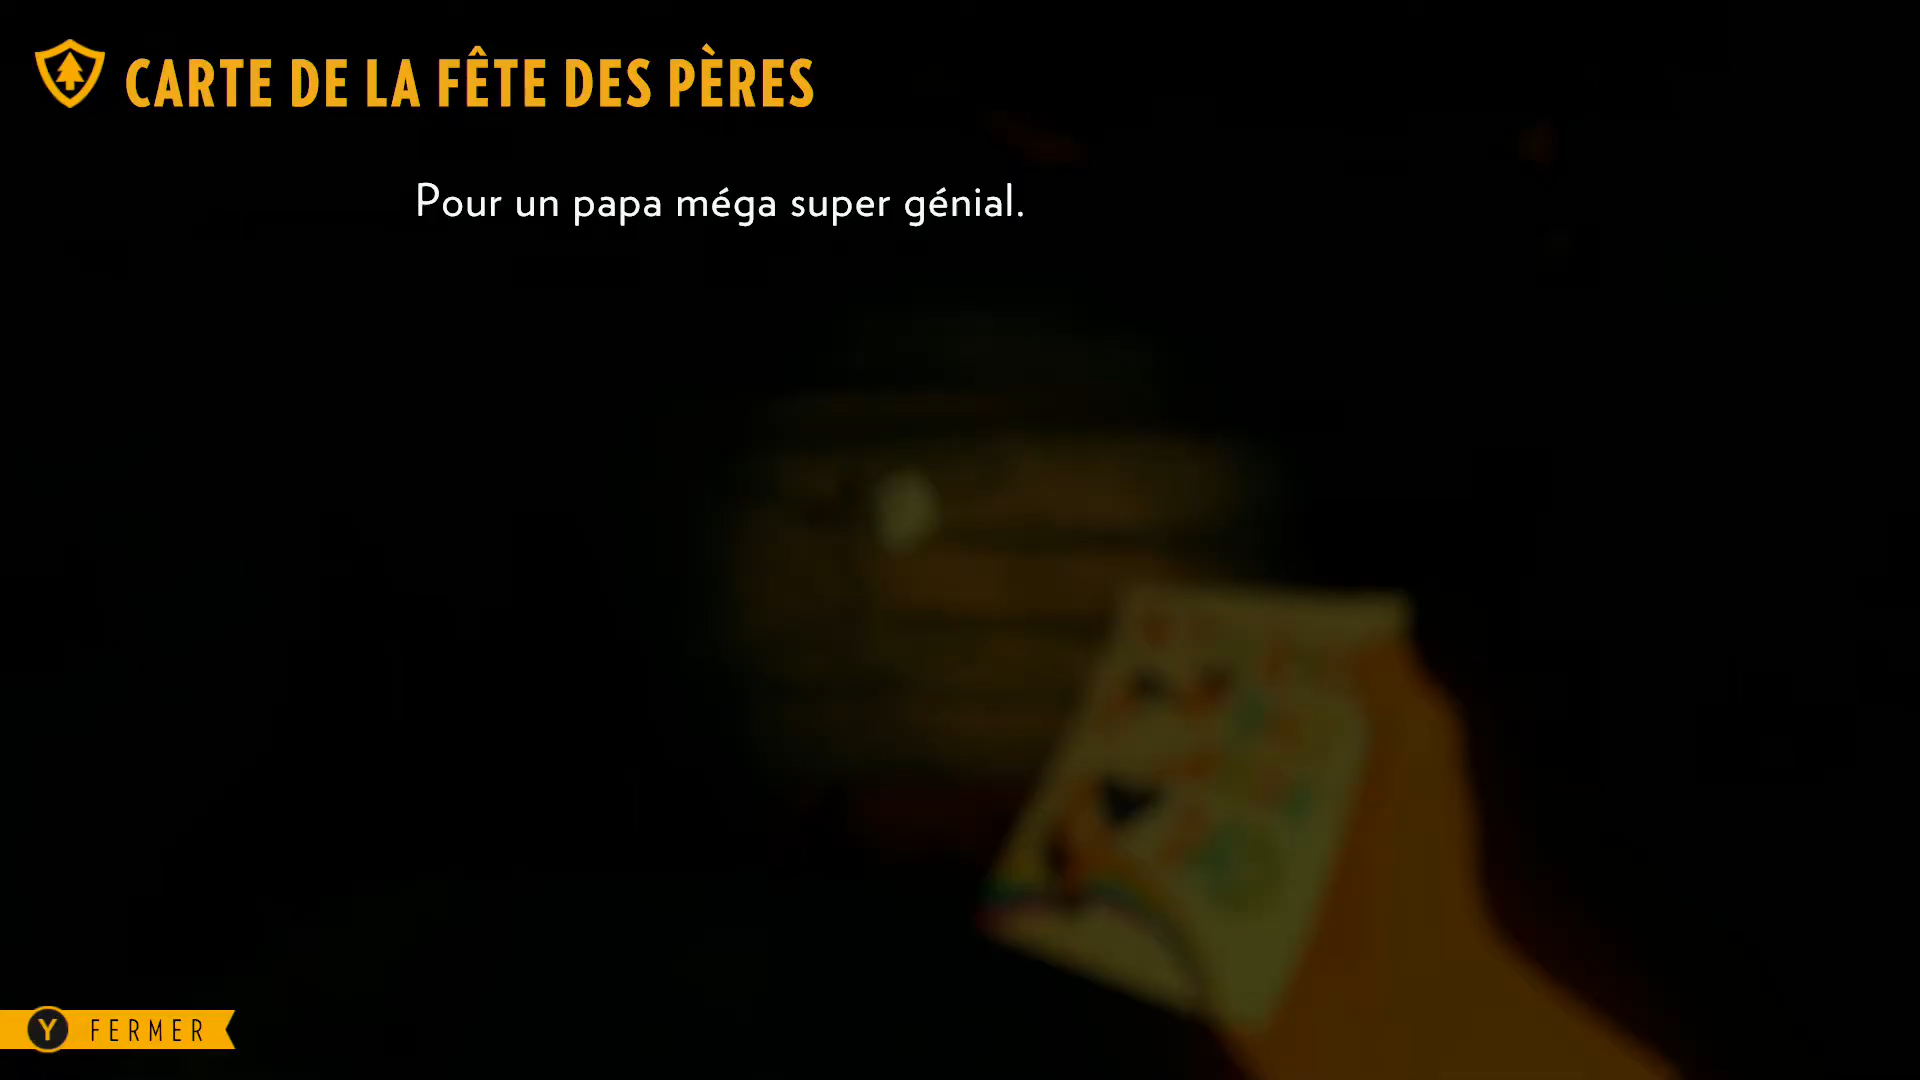 CARTE DE LA FÊTE DES PÈRES
Pour un papa méga super génial.
Y FERMER